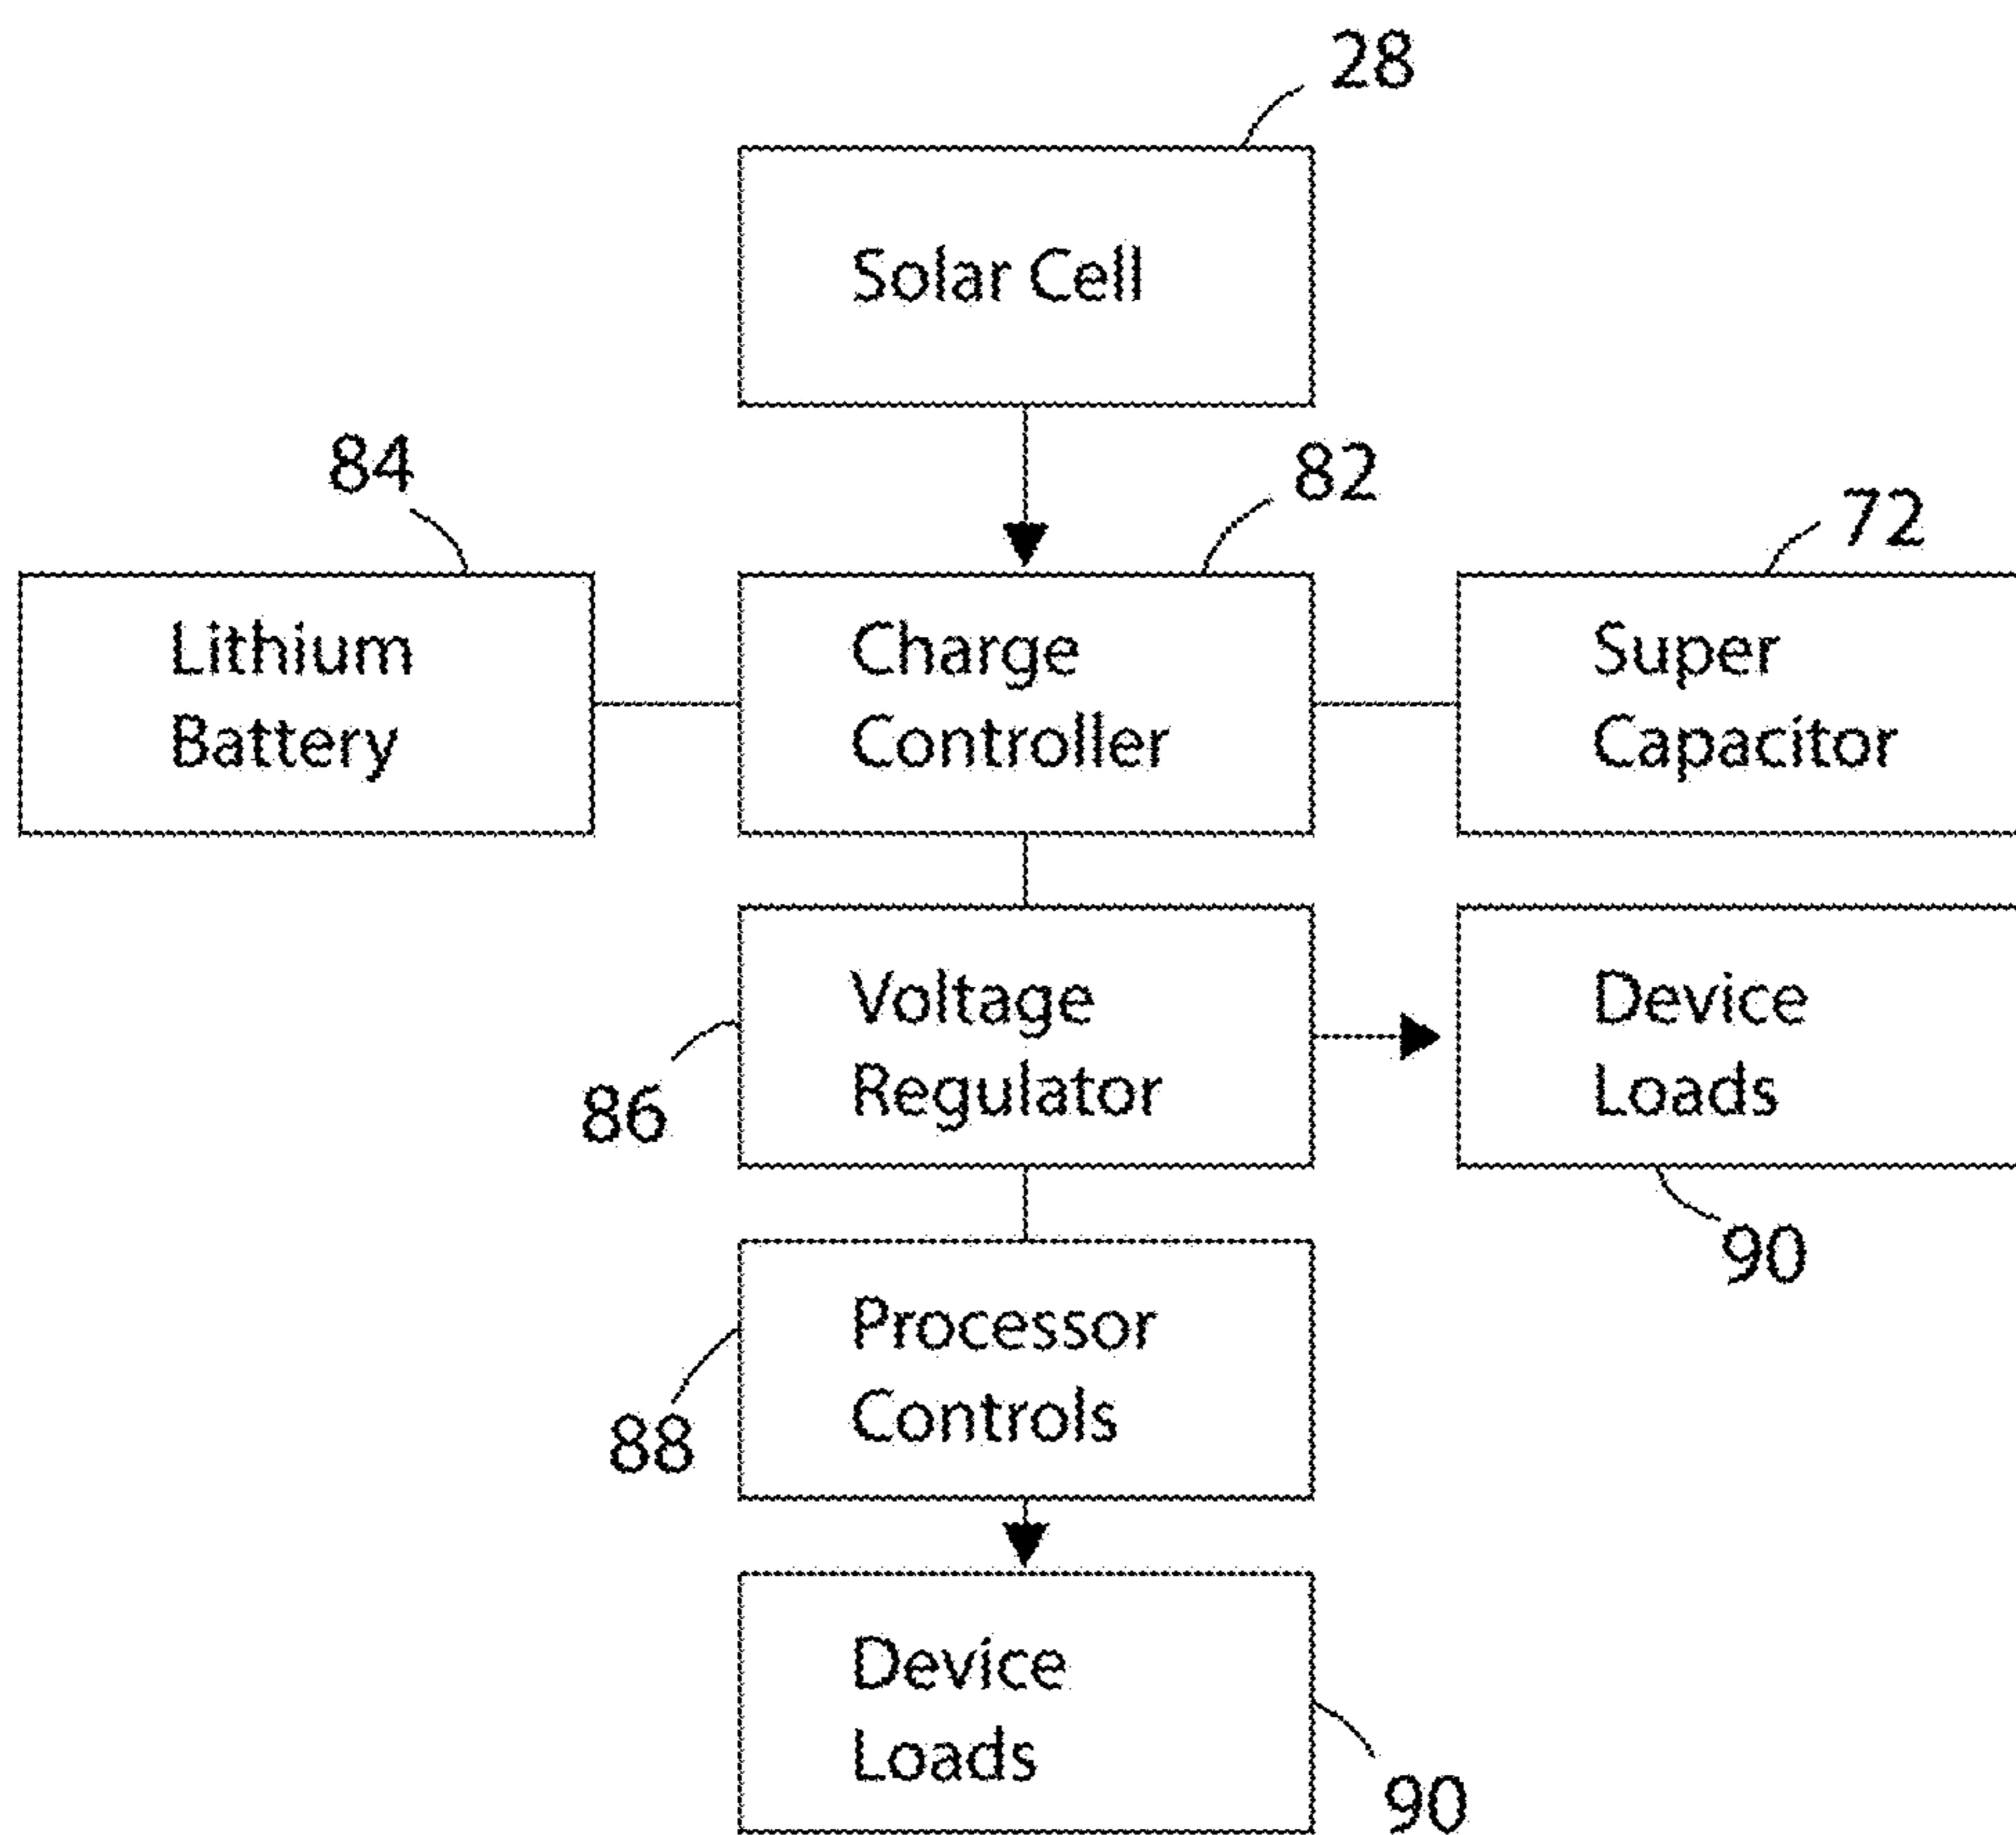 28
Solar Cell
84
82
72
Lithium
Battery
Charge
Controller
Super
Capacitor
Voltage
Regulator
Device
Loads
86
90
Processor
Controls
88
Device
Loads
90